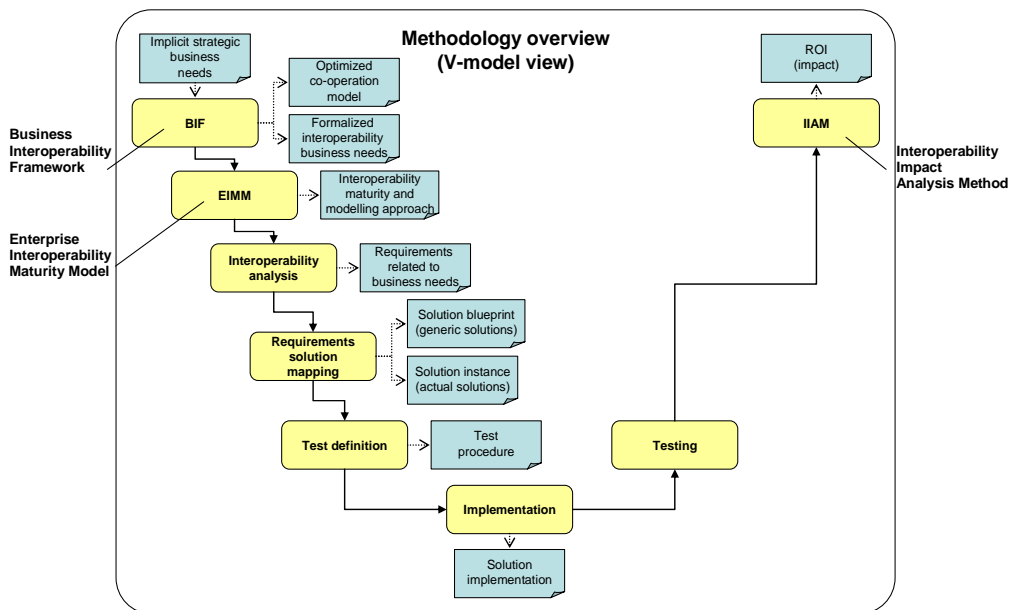 Methodology overview
(V-model view)
Implicit strategic
business
needs
Optimized
co-operation
model
ROI
(impact)
BIF
Formalized
interoperability
business needs
IIAM
Business
Interoperability
Framework
Interoperability
Impact
Analysis Method
EIMM
Interoperability
maturity and
modelling approach
Enterprise
Interoperability
Maturity Model
Interoperability
analysis
Requirements
related to
business needs
Solution blueprint
(generic solutions)
Requirements
solution
mapping
Solution instance
(actual solutions)
Test definition
Test
procedure
Testing
Implementation
Solution
implementation